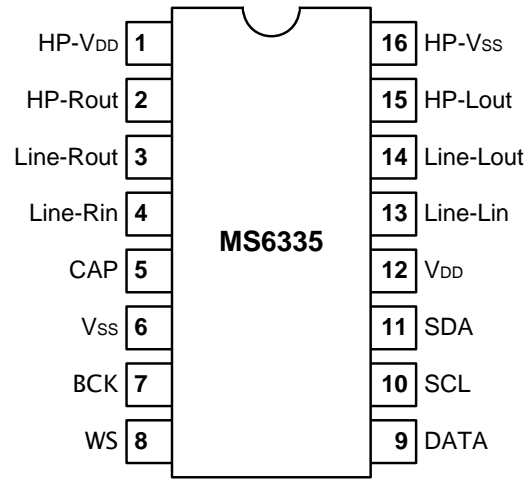 HP-VDD 1 16 HP-VSS
HP-Rout 2 15 HP-Lout
Line-Rout 3 14 Line-Lout
Line-Rin 4 13 Line-Lin
MS6335
CAP 5 12 VDD
VSS 6 11 SDA
BCK 7 10 SCL
WS 8 9 DATA